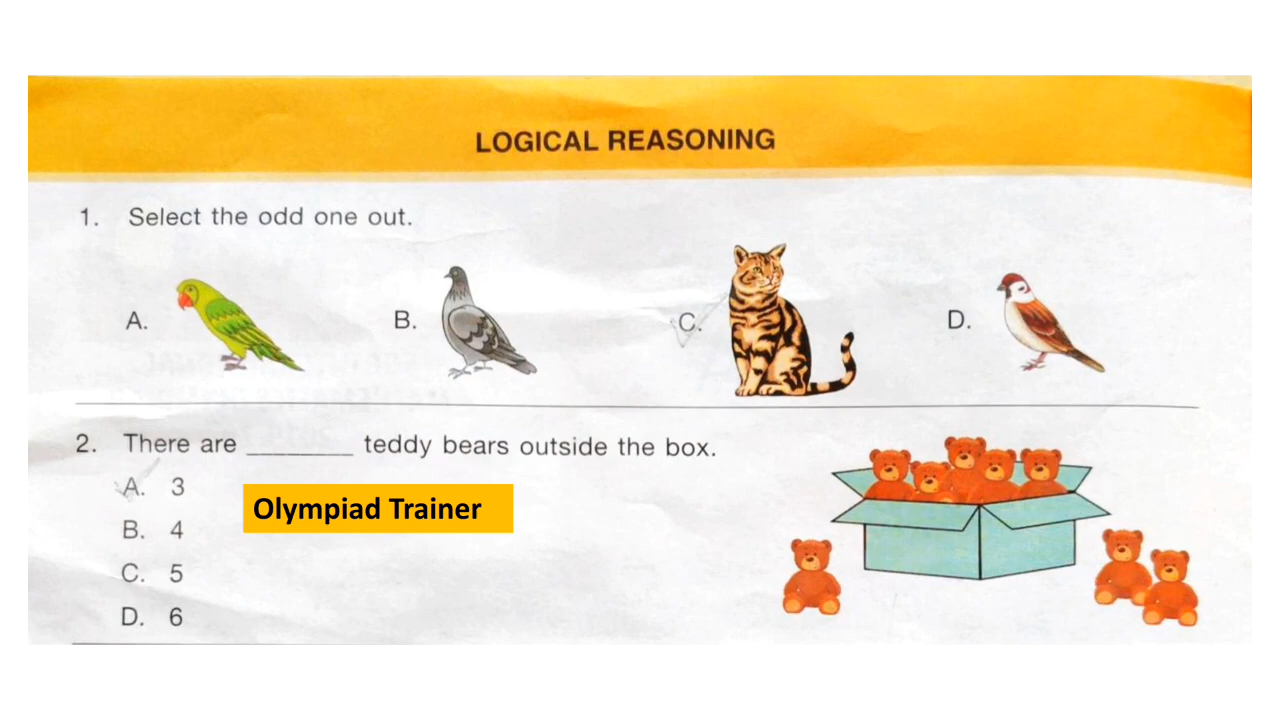 LOGICAL REASONING
1. Select the odd one out.
A. B. C. D.
2. There are ________ teddy bears outside the box.
A. 3
Olympiad Trainer
B. 4
C. 5
D. 6